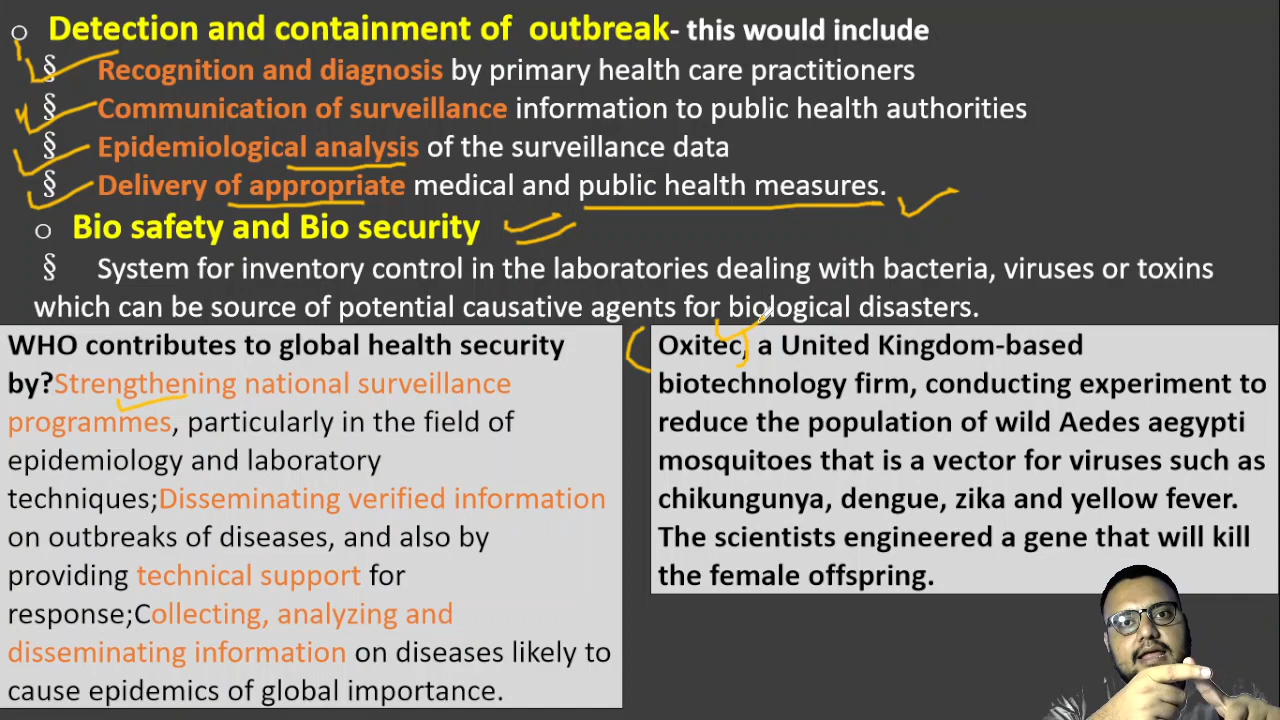 o Detection and containment of outbreak- this would include
§ Recognition and diagnosis by primary health care practitioners
§ Communication of surveillance information to public health authorities
§ Epidemiological analysis of the surveillance data
§ Delivery of appropriate medical and public health measures.
o Bio safety and Bio security
§ System for inventory control in the laboratories dealing with bacteria, viruses or toxins
which can be source of potential causative agents for biological disasters.
WHO contributes to global health security
by?Strengthening national surveillance
programmes, particularly in the field of
epidemiology and laboratory
techniques;Disseminating verified information
on outbreaks of diseases, and also by
providing technical support for
response;Collecting, analyzing and
disseminating information on diseases likely to
cause epidemics of global importance.
Oxitec, a United Kingdom-based
biotechnology firm, conducting experiment to
reduce the population of wild Aedes aegypti
mosquitoes that is a vector for viruses such as
chikungunya, dengue, zika and yellow fever.
The scientists engineered a gene that will kill
the female offspring.